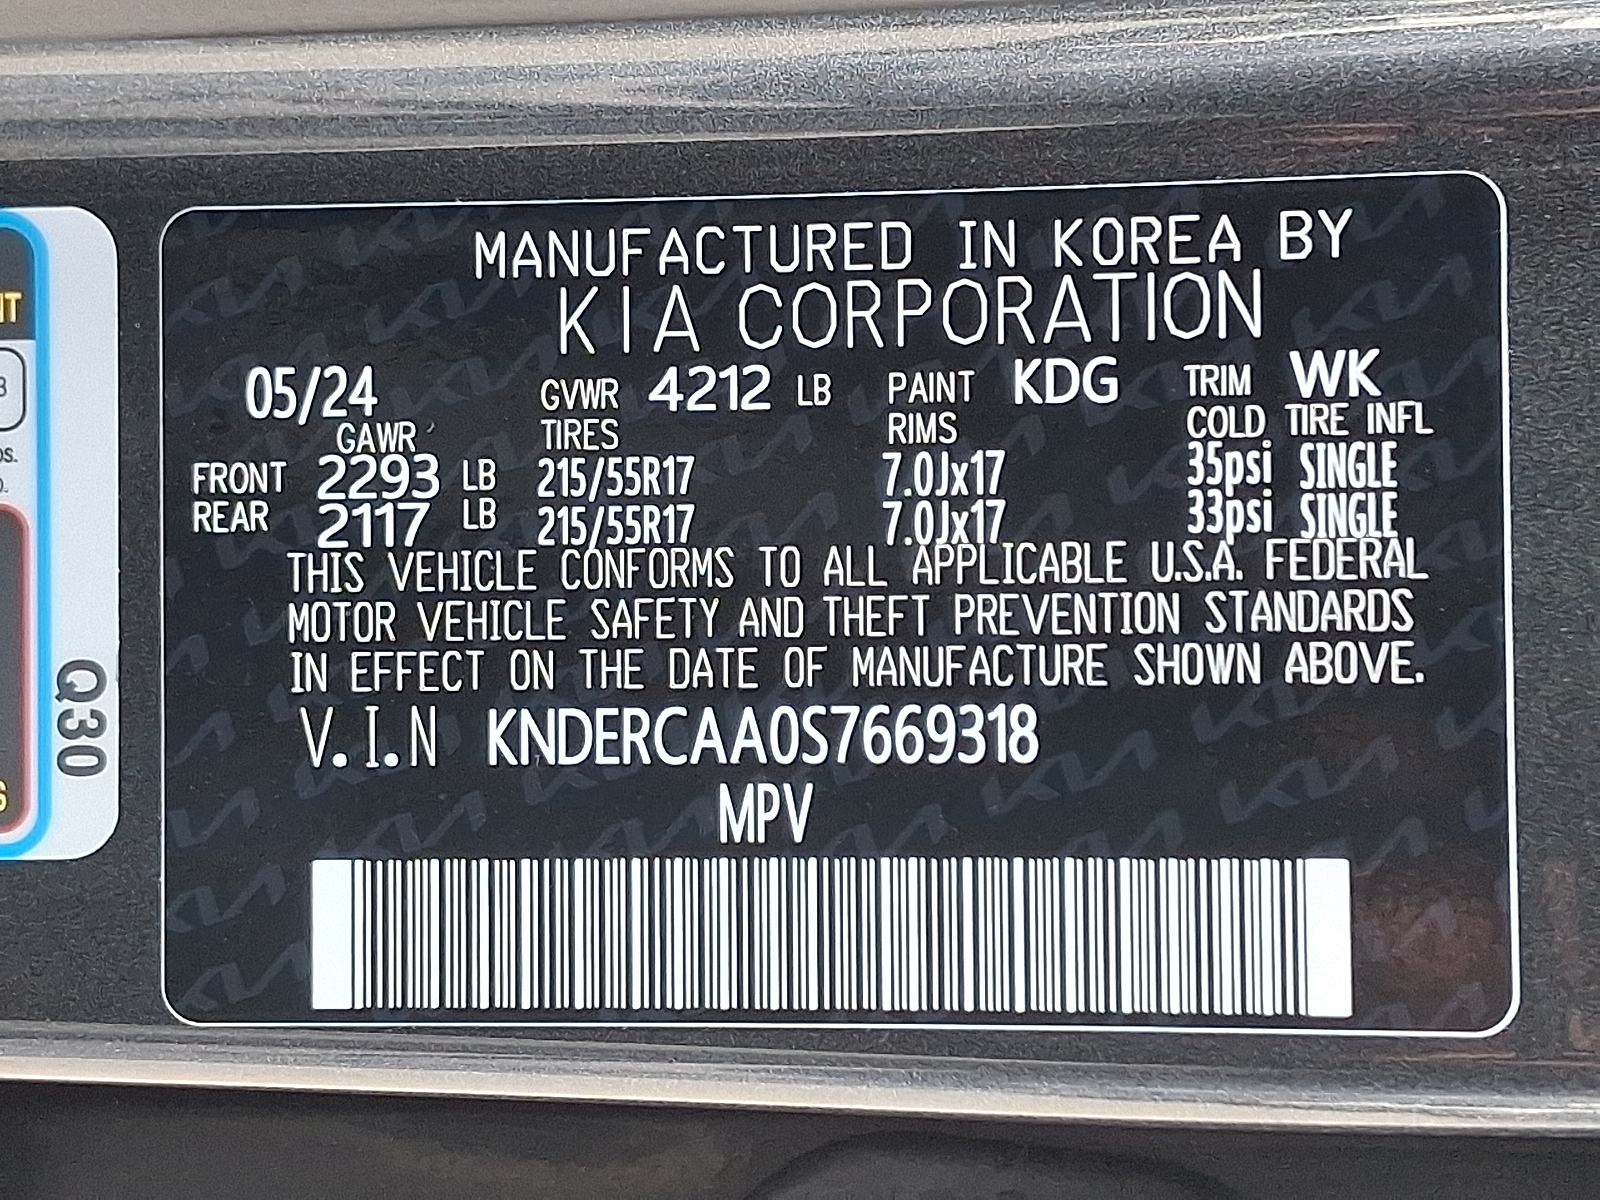 MANUFACTURED IN KOREA BY
KIA CORPORATION
05/24 GVWR 4212 LB PAINT KDG TRIM WK
GAWR TIRES RIMS COLD TIRE INFL
FRONT 2293 LB 215/55R17 7.0Jx17 35psi SINGLE
REAR 2117 LB 215/55R17 7.0Jx17 33psi SINGLE
THIS VEHICLE CONFORMS TO ALL APPLICABLE U.S.A. FEDERAL
MOTOR VEHICLE SAFETY AND THEFT PREVENTION STANDARDS
IN EFFECT ON THE DATE OF MANUFACTURE SHOWN ABOVE.
V.I.N KNDERCAA0S7669318
MPV
Q30